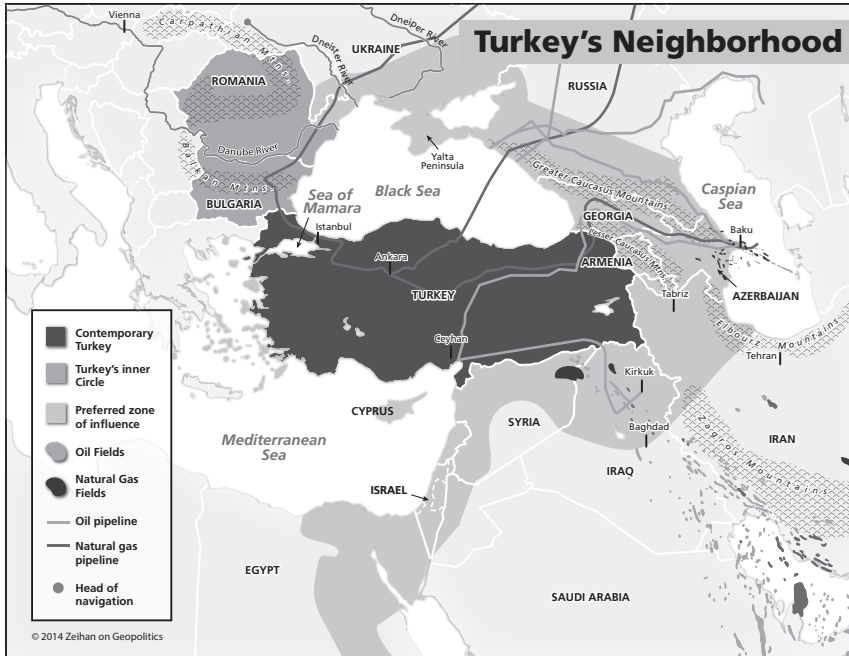 Turkey's Neighborhood
Vienna
Carpathian Mtns.
Dneister River
Dneiper River
UKRAINE
ROMANIA
RUSSIA
Danube River
Yalta
Peninsula
Balkan Mtns.
BULGARIA
Sea of
Mamara
Black Sea
Greater Caucasus Mountains
Caspian
Sea
Istanbul
GEORGIA
Baku
Lesser Caucasus Mtns.
Ankara
ARMENIA
TURKEY
Tabriz
AZERBAIJAN
Elbourz Mountains
Ceyhan
Tehran
Kirkuk
CYPRUS
SYRIA
Baghdad
Mediterranean
Sea
IRAN
Zagros Mountains
ISRAEL
IRAQ
EGYPT
SAUDI ARABIA
Contemporary
Turkey
Turkey's inner
Circle
Preferred zone
of influence
Oil Fields
Natural Gas
Fields
Oil pipeline
Natural gas
pipeline
Head of
navigation
© 2014 Zeihan on Geopolitics